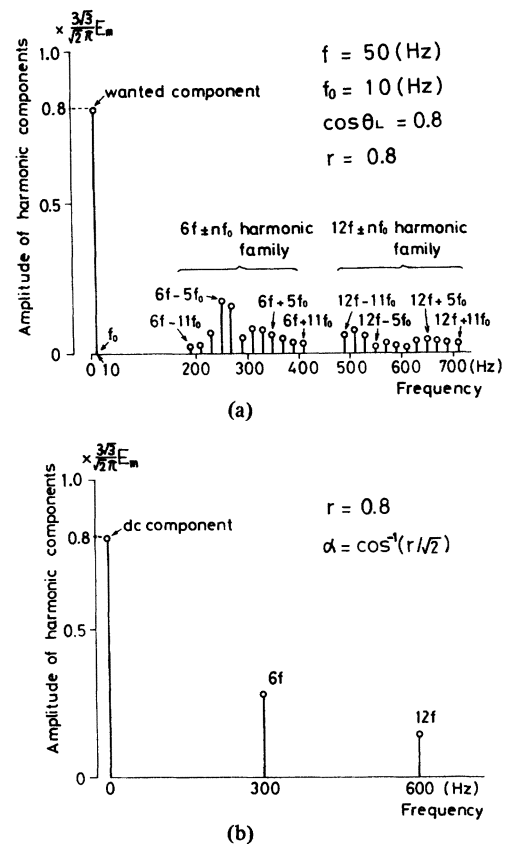 × 3√3/√2π Em
1.0
0.8
0.5
0
Amplitude of harmonic components
wanted component
f = 50 (Hz)
f₀ = 10 (Hz)
cosθL = 0.8
r = 0.8
6f ± nf₀ harmonic family
12f ± nf₀ harmonic family
6f - 5f₀
6f - 11f₀
6f + 5f₀
6f + 11f₀
12f - 11f₀
12f - 5f₀
12f + 5f₀
12f + 11f₀
f₀
0 10 200 300 400 500 600 700 (Hz)
Frequency
(a)
× 3√3/√2π Em
1.0
0.8
0.5
0
Amplitude of harmonic components
dc component
r = 0.8
α = cos⁻¹(r/√2)
6f
12f
0 300 600 (Hz)
Frequency
(b)